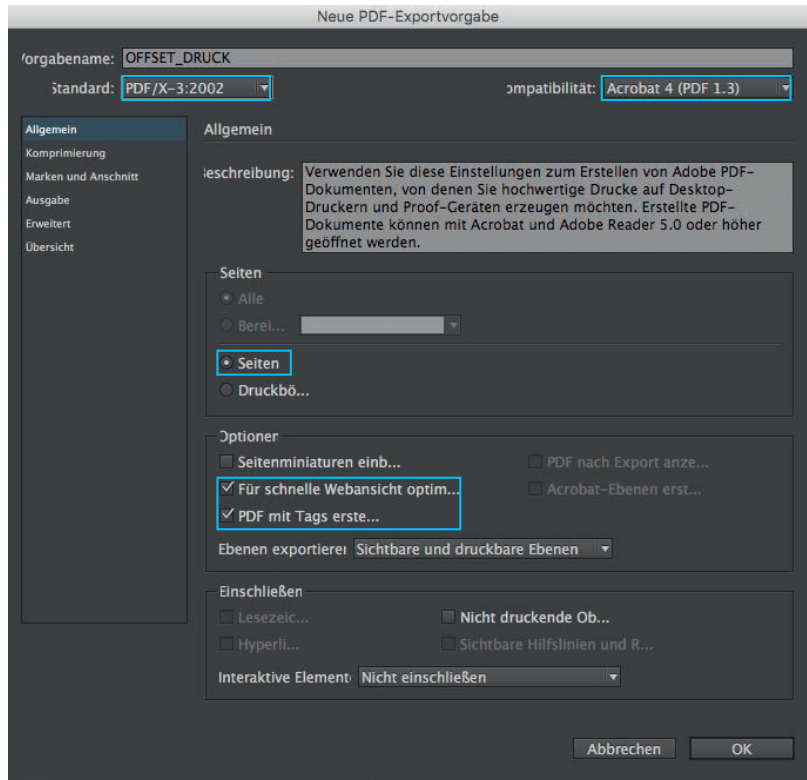 Neue PDF-Exportvorgabe
Vorgabename: OFFSET_DRUCK
Standard: PDF/X-3:2002
ompatibilität: Acrobat 4 (PDF 1.3)
Allgemein
Komprimierung
Marken und Anschnitt
Ausgabe
Erweitert
Übersicht
Allgemein
Beschreibung: Verwenden Sie diese Einstellungen zum Erstellen von Adobe PDF-
Dokumenten, von denen Sie hochwertige Drucke auf Desktop-
Druckern und Proof-Geräten erzeugen möchten. Erstellte PDF-
Dokumente können mit Acrobat und Adobe Reader 5.0 oder höher
geöffnet werden.
Seiten
Alle
Berei...
Seiten
Druckbö...
Optionen
Seitenminiaturen einb...
PDF nach Export anze...
Für schnelle Webansicht optim...
Acrobat-Ebenen erst...
PDF mit Tags erste...
Ebenen exportieren Sichtbare und druckbare Ebenen
Einschließen
Lesezeic...
Nicht druckende Ob...
Hyperli...
Sichtbare Hilfslinien und R...
Interaktive Element Nicht einschließen
Abbrechen
OK